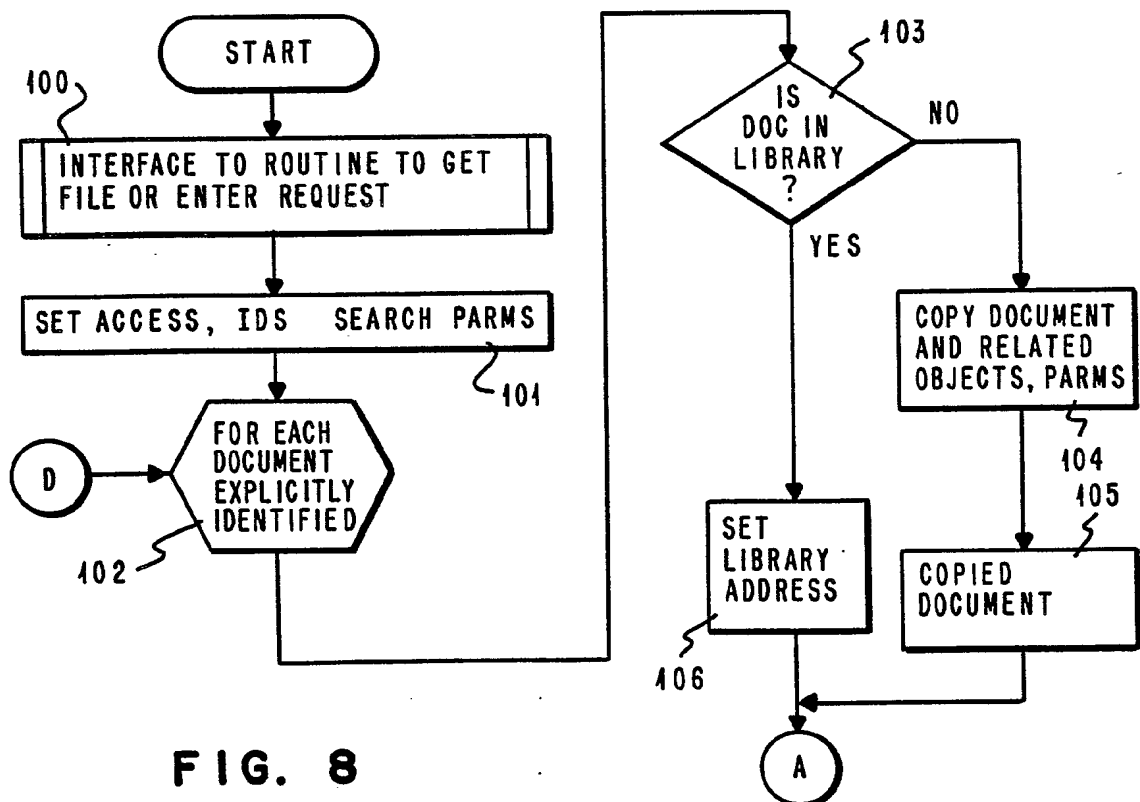 START
100
INTERFACE TO ROUTINE TO GET
FILE OR ENTER REQUEST
SET ACCESS, IDS SEARCH PARMS
101
D
FOR EACH
DOCUMENT
EXPLICITLY
IDENTIFIED
102
103
IS
DOC IN
LIBRARY
?
NO
YES
COPY DOCUMENT
AND RELATED
OBJECTS, PARMS
104
105
COPIED
DOCUMENT
SET
LIBRARY
ADDRESS
106
A
FIG. 8